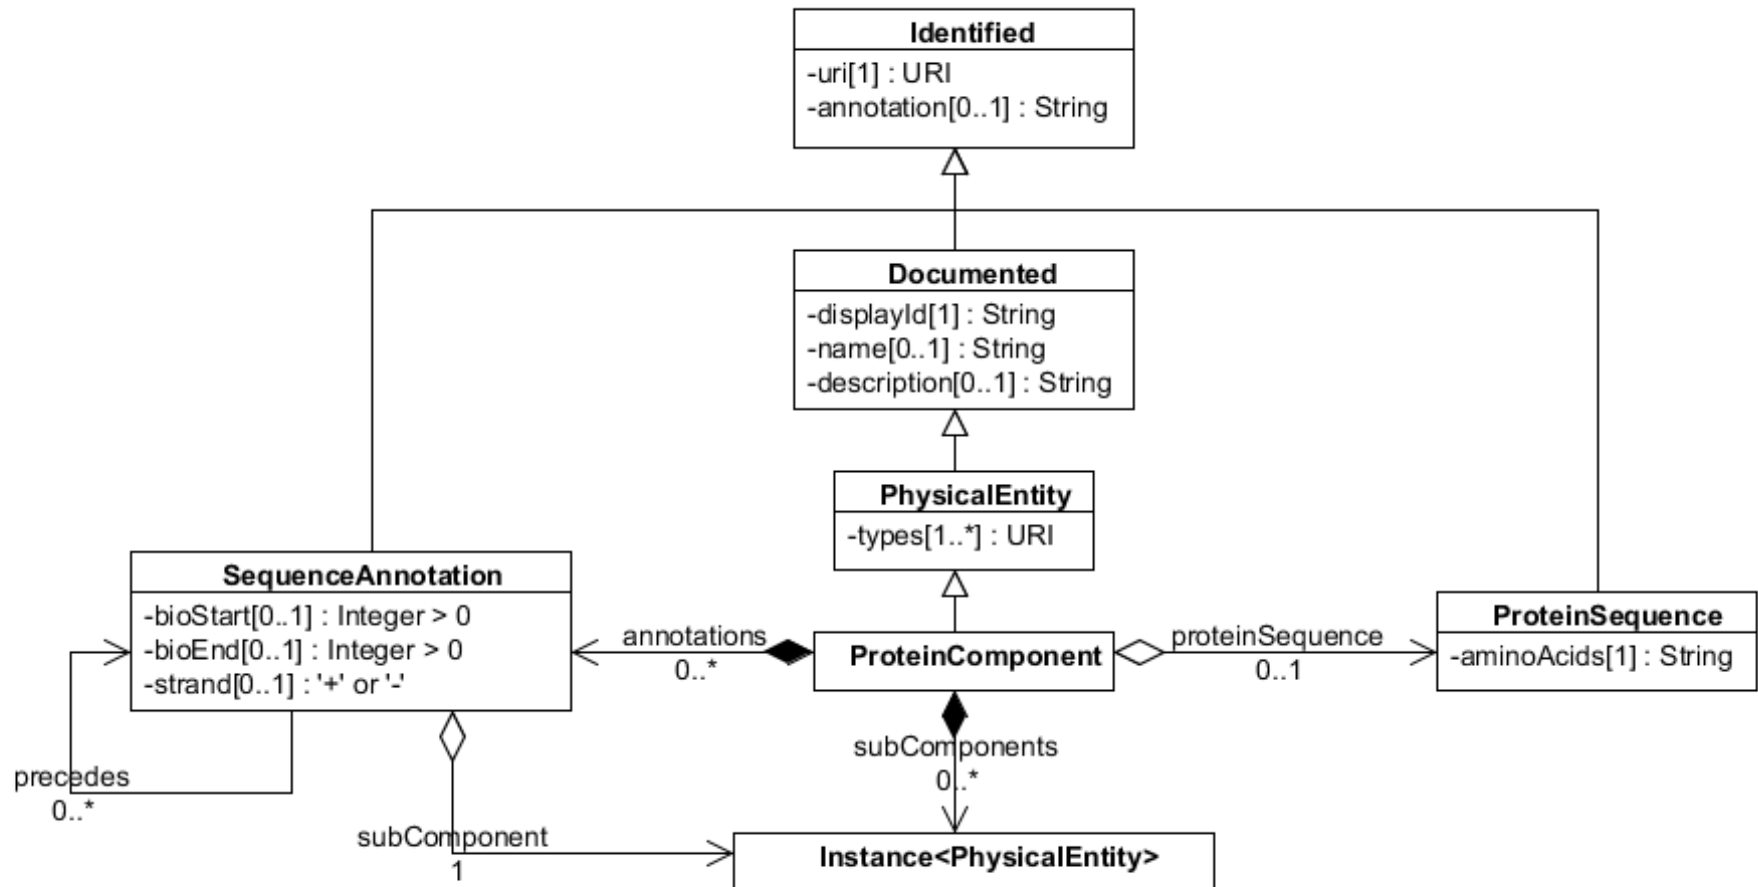 Identified
-uri[1] : URI
-annotation[0..1] : String
Documented
-displayId[1] : String
-name[0..1] : String
-description[0..1] : String
PhysicalEntity
-types[1..*] : URI
SequenceAnnotation
-bioStart[0..1] : Integer > 0
-bioEnd[0..1] : Integer > 0
-strand[0..1] : '+' or '-'
annotations
0..*
ProteinComponent
proteinSequence
0..1
ProteinSequence
-aminoAcids[1] : String
subComponents
0..*
precedes
0..*
subComponent
1
Instance<PhysicalEntity>